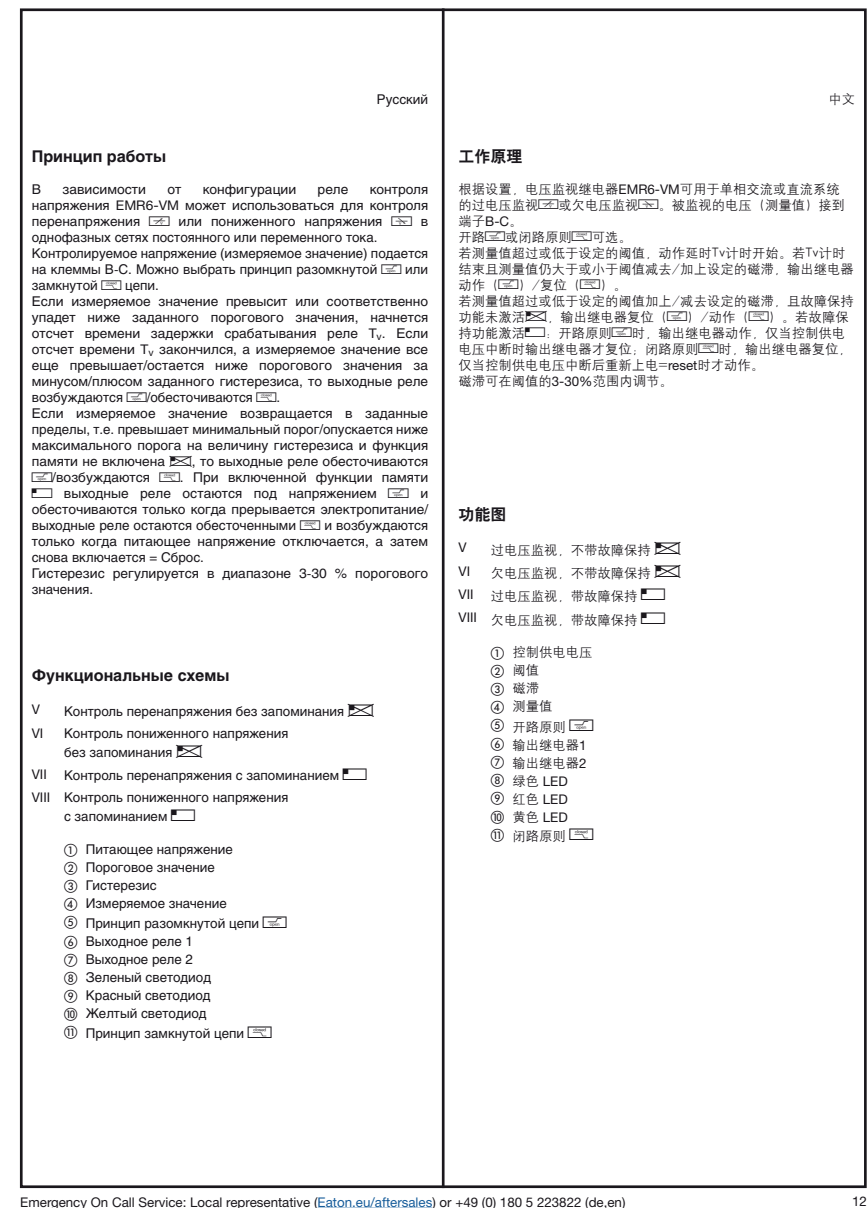 Русский
Принцип работы
В зависимости от конфигурации реле контроля
напряжения EMR6-VM может использоваться для контроля
перенапряжения или пониженного напряжения в
однофазных сетях постоянного или переменного тока.
Контролируемое напряжение (измеряемое значение) подается
на клеммы B-C. Можно выбрать принцип разомкнутой или
замкнутой цепи.
Если измеряемое значение превысит или соответственно
упадет ниже заданного порогового значения, начнется
отсчет времени задержки срабатывания реле Tv. Если
отсчет времени Tv закончился, а измеряемое значение все
еще превышает/остается ниже порогового значения за
минусом/плюсом заданного гистерезиса, то выходные реле
возбуждаются /обесточиваются .
Если измеряемое значение возвращается в заданные
пределы, т.е. превышает минимальный порог/опускается ниже
максимального порога на величину гистерезиса и функция
памяти не включена , то выходные реле обесточиваются
/возбуждаются . При включенной функции памяти
выходные реле остаются под напряжением и
обесточиваются только когда прерывается электропитание/
выходные реле остаются обесточенными и возбуждаются
только когда питающее напряжение отключается, а затем
снова включается = Сброс.
Гистерезис регулируется в диапазоне 3-30 % порогового
значения.
Функциональные схемы
V Контроль перенапряжения без запоминания
VI Контроль пониженного напряжения
без запоминания
VII Контроль перенапряжения с запоминанием
VIII Контроль пониженного напряжения
с запоминанием
① Питающее напряжение
② Пороговое значение
③ Гистерезис
④ Измеряемое значение
⑤ Принцип разомкнутой цепи
⑥ Выходное реле 1
⑦ Выходное реле 2
⑧ Зеленый светодиод
⑨ Красный светодиод
⑩ Желтый светодиод
⑪ Принцип замкнутой цепи
中文
工作原理
根据设置，电压监视继电器EMR6-VM可用于单相交流或直流系统
的过电压监视或欠电压监视。被监视的电压（测量值）接到
端子B-C。
开路或闭路原则可选。
若测量值超过或低于设定的阈值，动作延时Tv计时开始。若Tv计时
结束且测量值仍大于或小于阈值减去/加上设定的磁滞，输出继电器
动作（）/复位（）。
若测量值超过或低于设定的阈值加上/减去设定的磁滞，且故障保持
功能未激活，输出继电器复位（）/动作（）。若故障保
持功能激活：开路原则时，输出继电器动作，仅当控制供电
电压中断时输出继电器才复位；闭路原则时，输出继电器复位，
仅当控制供电电压中断后重新上电=reset时才动作。
磁滞可在阈值的3-30%范围内调节。
功能图
V 过电压监视，不带故障保持
VI 欠电压监视，不带故障保持
VII 过电压监视，带故障保持
VIII 欠电压监视，带故障保持
① 控制供电电压
② 阈值
③ 磁滞
④ 测量值
⑤ 开路原则
⑥ 输出继电器1
⑦ 输出继电器2
⑧ 绿色 LED
⑨ 红色 LED
⑩ 黄色 LED
⑪ 闭路原则
Emergency On Call Service: Local representative (Eaton.eu/aftersales) or +49 (0) 180 5 223822 (de,en)
12